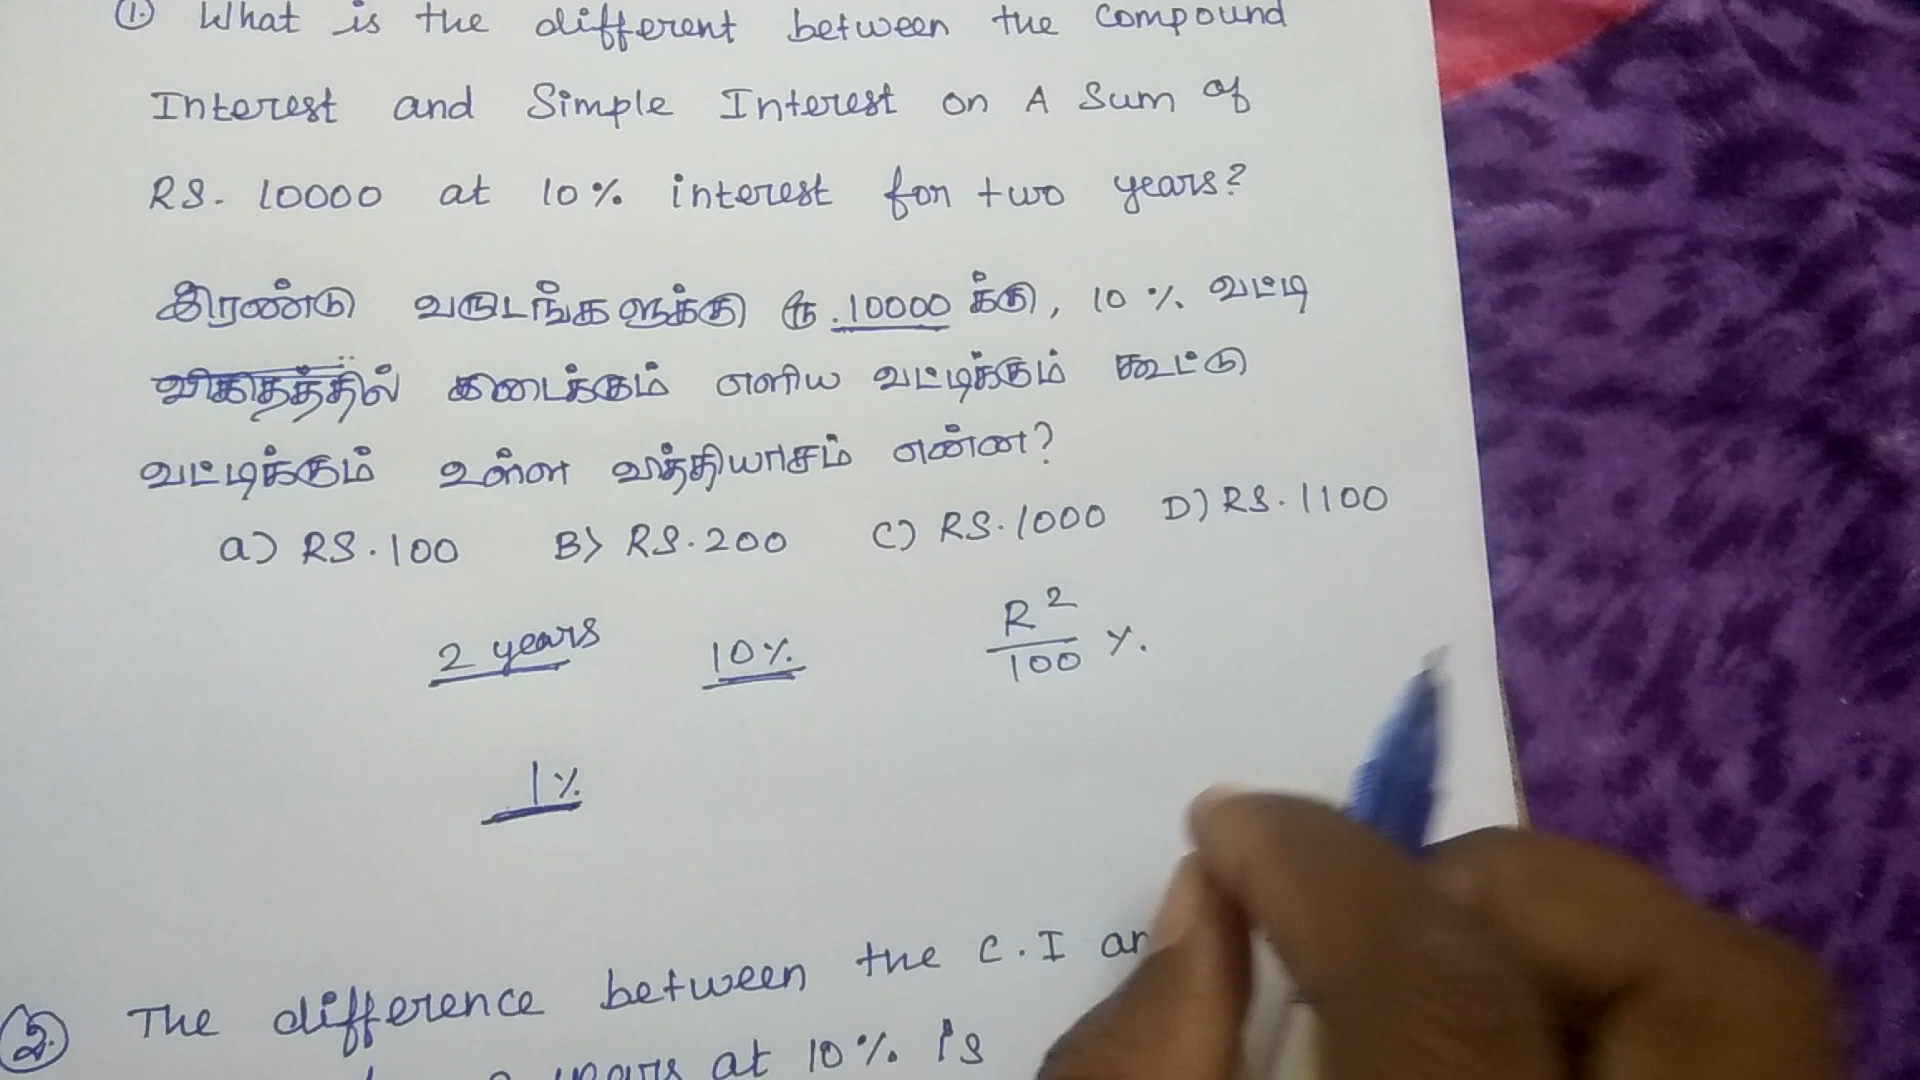 ① What is the different between the Compound
Interest and Simple Interest on A Sum of
RS. 10000 at 10% interest for two years?
இரண்டு வருடங்களுக்கு ரூ.10000 க்கு, 10 % வட்டி
விகிதத்தில் கிடைக்கும் எளிய வட்டிக்கும் கூட்டு
வட்டிக்கும் உள்ள வித்தியாசம் என்ன?
a) RS.100 B) RS.200 C) RS.1000 D) RS.1100
2 years 10% R²/100 %.
1%
② The difference between the C.I
years at 10% is